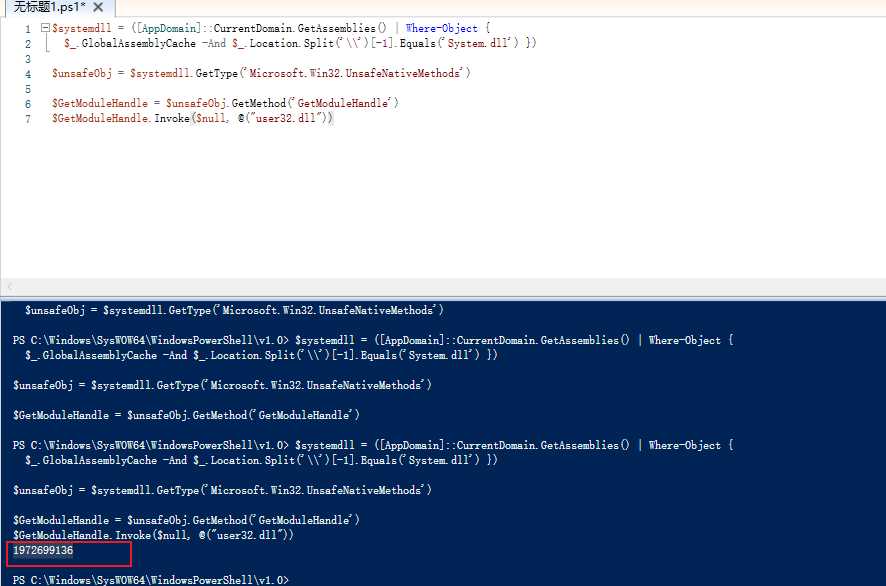 无标题1.ps1* X
1 $systemdll = ([AppDomain]::CurrentDomain.GetAssemblies() | Where-Object {
2 $_.GlobalAssemblyCache -And $_.Location.Split('\\')[-1].Equals('System.dll') })
3
4 $unsafeObj = $systemdll.GetType('Microsoft.Win32.UnsafeNativeMethods')
5
6 $GetModuleHandle = $unsafeObj.GetMethod('GetModuleHandle')
7 $GetModuleHandle.Invoke($null, @("user32.dll"))
$unsafeObj = $systemdll.GetType('Microsoft.Win32.UnsafeNativeMethods')
PS C:\Windows\SysWOW64\WindowsPowerShell\v1.0> $systemdll = ([AppDomain]::CurrentDomain.GetAssemblies() | Where-Object {
$_.GlobalAssemblyCache -And $_.Location.Split('\\')[-1].Equals('System.dll') })
$unsafeObj = $systemdll.GetType('Microsoft.Win32.UnsafeNativeMethods')
$GetModuleHandle = $unsafeObj.GetMethod('GetModuleHandle')
PS C:\Windows\SysWOW64\WindowsPowerShell\v1.0> $systemdll = ([AppDomain]::CurrentDomain.GetAssemblies() | Where-Object {
$_.GlobalAssemblyCache -And $_.Location.Split('\\')[-1].Equals('System.dll') })
$unsafeObj = $systemdll.GetType('Microsoft.Win32.UnsafeNativeMethods')
$GetModuleHandle = $unsafeObj.GetMethod('GetModuleHandle')
$GetModuleHandle.Invoke($null, @("user32.dll"))
1972699136
PS C:\Windows\SysWOW64\WindowsPowerShell\v1.0>